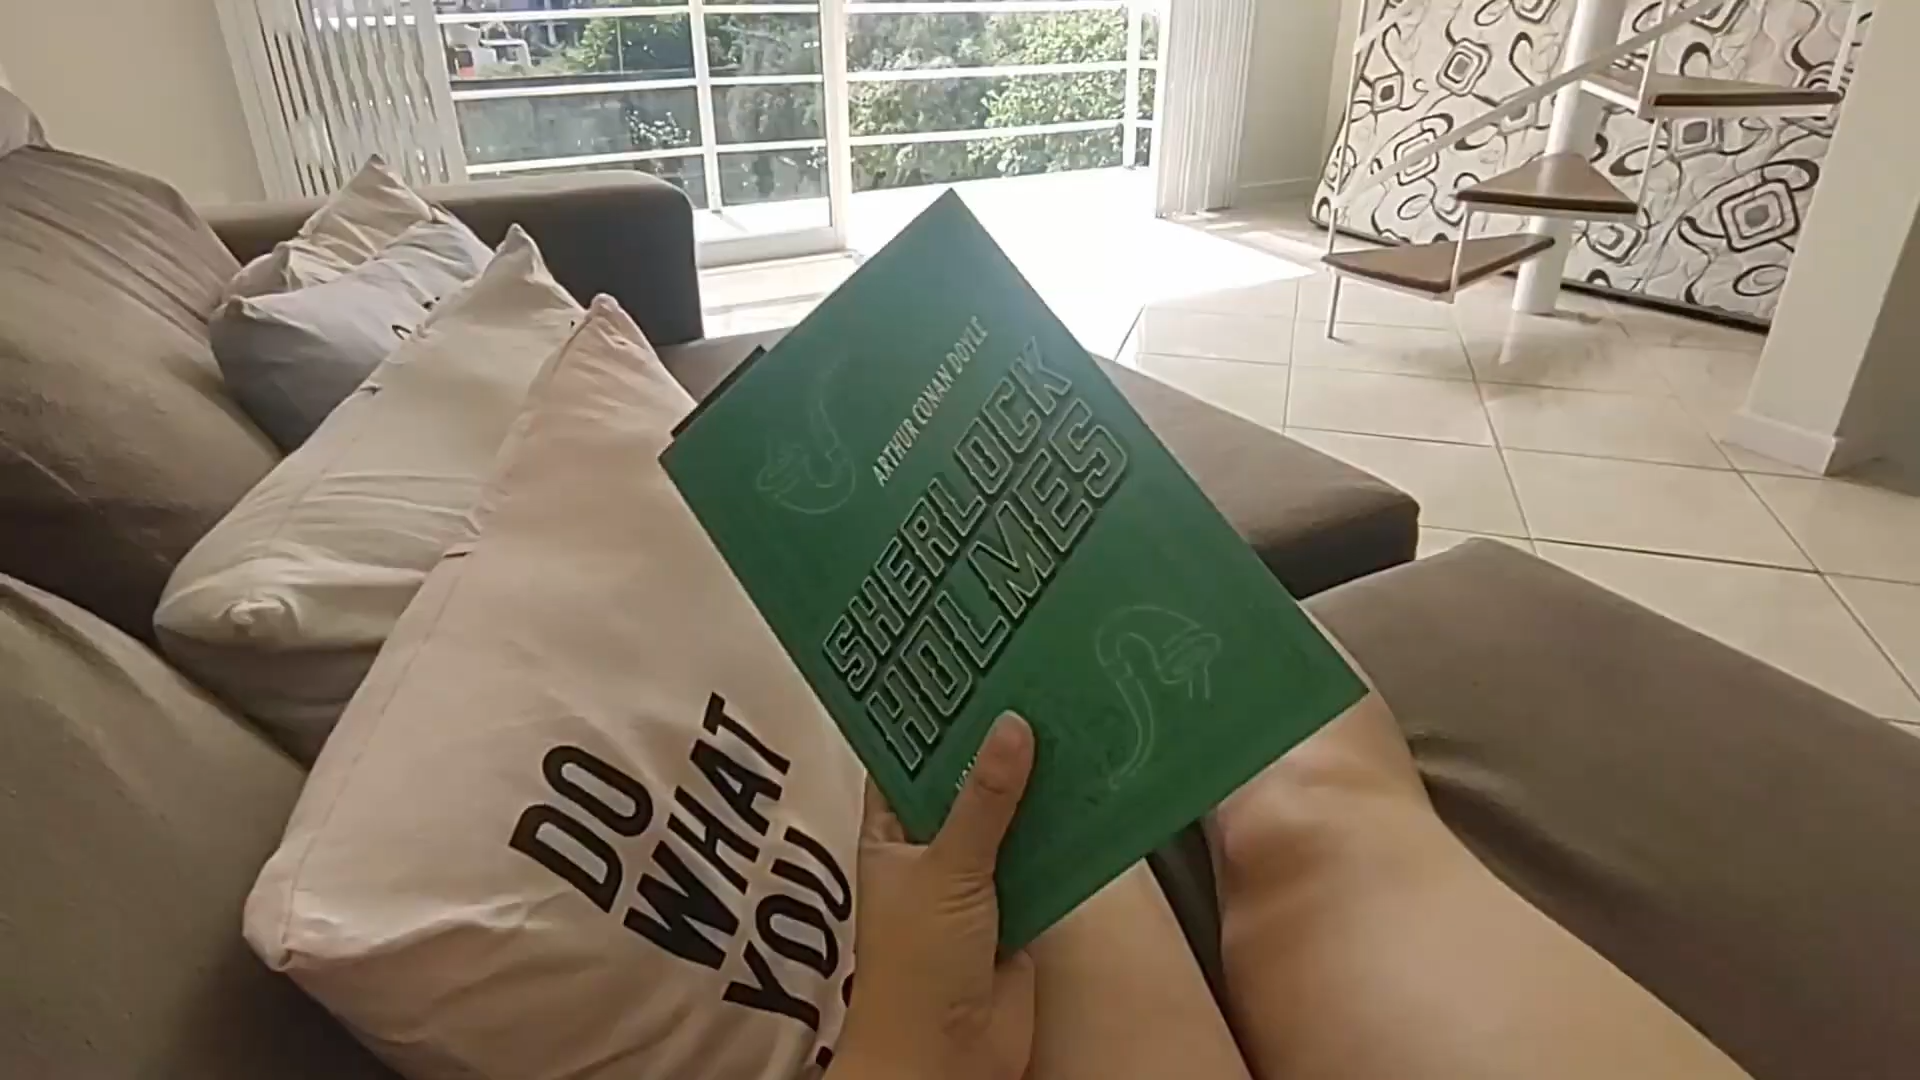 ARTHUR CONAN DOYLE
SHERLOCK
HOLMES
DO
WHAT
YOU